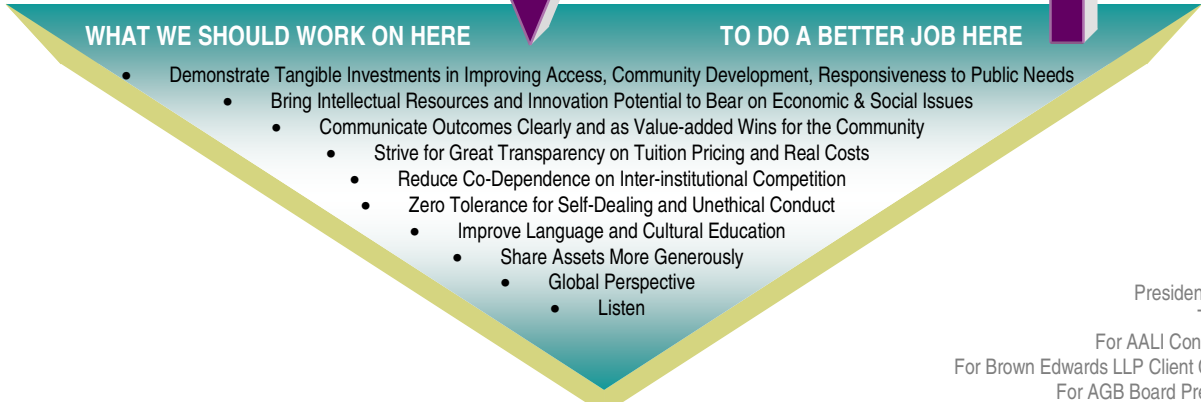 WHAT WE SHOULD WORK ON HERE TO DO A BETTER JOB HERE
• Demonstrate Tangible Investments in Improving Access, Community Development, Responsiveness to Public Needs
• Bring Intellectual Resources and Innovation Potential to Bear on Economic & Social Issues
• Communicate Outcomes Clearly and as Value-added Wins for the Community
• Strive for Great Transparency on Tuition Pricing and Real Costs
• Reduce Co-Dependence on Inter-institutional Competition
• Zero Tolerance for Self-Dealing and Unethical Conduct
• Improve Language and Cultural Education
• Share Assets More Generously
• Global Perspective
• Listen
For AALI
For Brown Edwards LLP Client
For AGB Board